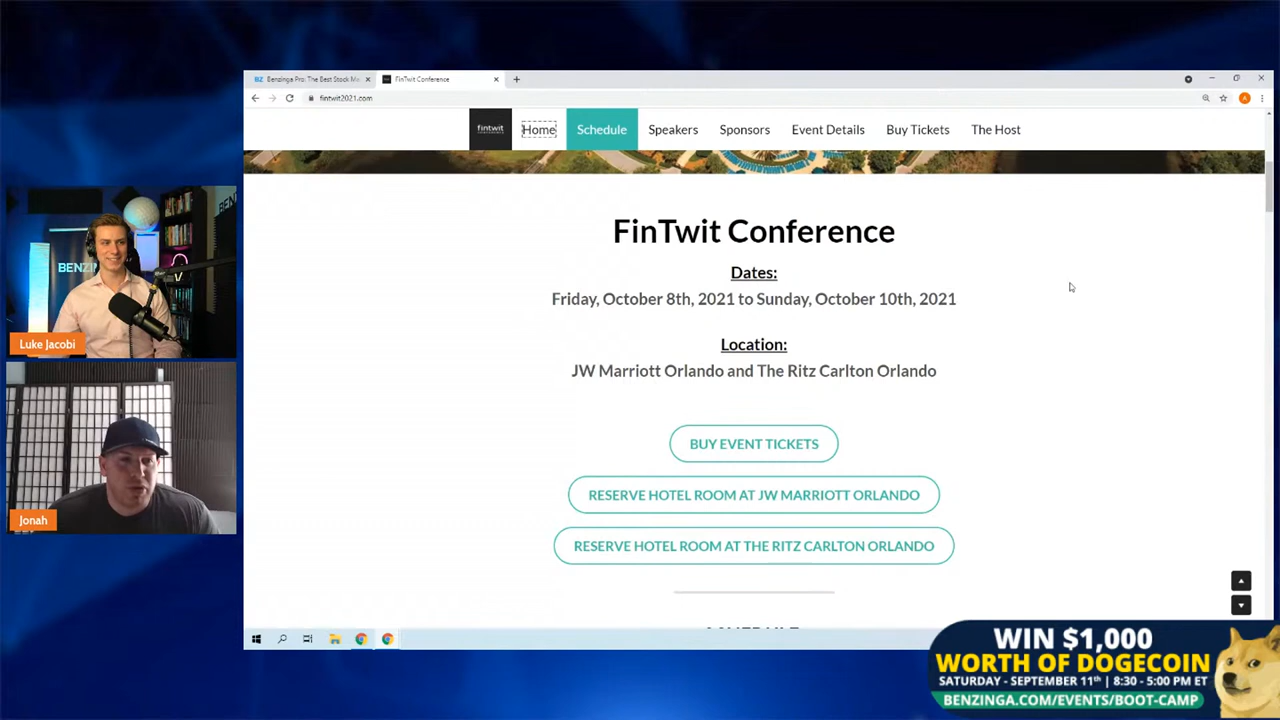 Benzinga Pro: The Best Stock Ma
FinTwit Conference
fintwit2021.com
fintwit
Home
Schedule
Speakers
Sponsors
Event Details
Buy Tickets
The Host
FinTwit Conference
Dates:
Friday, October 8th, 2021 to Sunday, October 10th, 2021
Location:
JW Marriott Orlando and The Ritz Carlton Orlando
BUY EVENT TICKETS
RESERVE HOTEL ROOM AT JW MARRIOTT ORLANDO
RESERVE HOTEL ROOM AT THE RITZ CARLTON ORLANDO
BENZ
Luke Jacobi
Jonah
WIN $1,000
WORTH OF DOGECOIN
SATURDAY - SEPTEMBER 11th | 8:30 - 5:00 PM ET
BENZINGA.COM/EVENTS/BOOT-CAMP